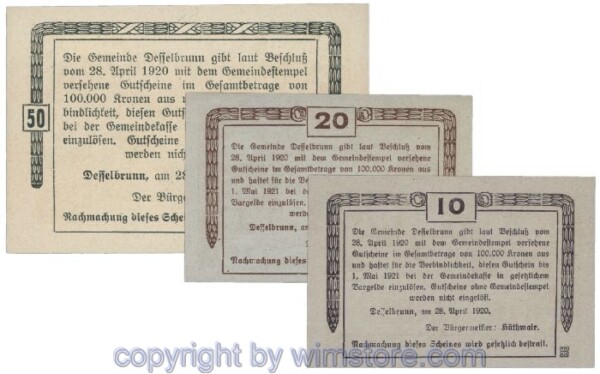 Die Gemeinde Desselbrunn gibt laut Beschluß
vom 28. April 1920 mit dem Gemeindestempel
versehene Gutscheine im Gesamtbetrage von
100.000 Kronen aus
bindlichkeit, diesen
bei der Gemeindekasse
einzulösen. Gutscheine
werden nich
Desselbrunn, am 28
Der Bürge
Nachmachung dieses Schein
50
20
Die Gemeinde Desselbrunn gibt laut Beschluß vom
28. April 1920 mit dem Gemeindestempel versehene
Gutscheine im Gesamtbetrage von 100.000 Kronen aus
und haftet für die
1. Mai 1921 bei de
Bargelde einzulösen.
werde
Desselbrunn, am
D
Nachmachung dieses
10
Die Gemeinde Desselbrunn gibt laut Beschluß vom
28. April 1920 mit dem Gemeindestempel versehene
Gutscheine im Gesamtbetrage von 100.000 Kronen aus
und haftet für die Verbindlichkeit, diesen Gutschein bis
1. Mai 1921 bei der Gemeindekasse in gesetzlichem
Bargelde einzulösen. Gutscheine ohne Gemeindestempel
werden nicht eingelöst.
Desselbrunn, am 28. April 1920.
Der Bürgermeister: Hüthmair.
Nachmachung dieses Scheines wird gesetzlich bestraft.
copyright by wimstore.com